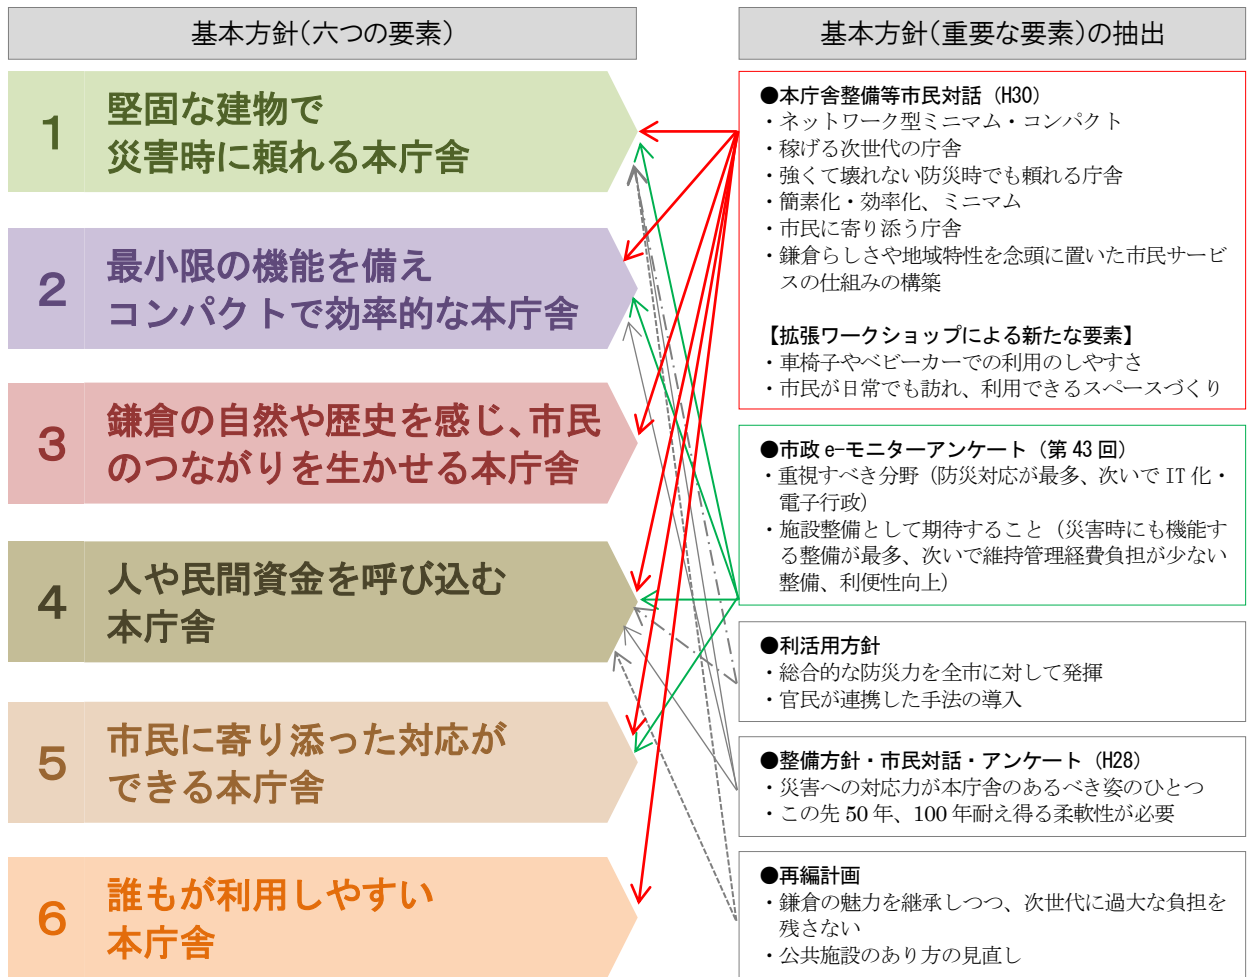 基本方針(六つの要素)
1
堅固な建物で
災害時に頼れる本庁舎
2
最小限の機能を備え
コンパクトで効率的な本庁舎
3
鎌倉の自然や歴史を感じ、市民
のつながりを生かせる本庁舎
4
人や民間資金を呼び込む
本庁舎
5
市民に寄り添った対応が
できる本庁舎
6
誰もが利用しやすい
本庁舎
基本方針(重要な要素)の抽出
●本庁舎整備等市民対話(H30)
・ネットワーク型ミニマム・コンパクト
・稼げる次世代の庁舎
・強くて壊れない防災時でも頼れる庁舎
・簡素化・効率化、ミニマム
・市民に寄り添う庁舎
・鎌倉らしさや地域特性を念頭に置いた市民サービ
スの仕組みの構築
【拡張ワークショップによる新たな要素】
・車椅子やベビーカーでの利用のしやすさ
・市民が日常でも訪れ、利用できるスペースづくり
●市政 e-モニターアンケート(第 43 回)
・重視すべき分野(防災対応が最多、次いで IT 化・
電子行政)
・施設整備として期待すること(災害時にも機能す
る整備が最多、次いで維持管理経費負担が少ない
整備、利便性向上)
●利活用方針
・総合的な防災力を全市に対して発揮
・官民が連携した手法の導入
●整備方針・市民対話・アンケート(H28)
・災害への対応力が本庁舎のあるべき姿のひとつ
・この先 50 年、100 年耐え得る柔軟性が必要
●再編計画
・鎌倉の魅力を継承しつつ、次世代に過大な負担を
残さない
・公共施設のあり方の見直し